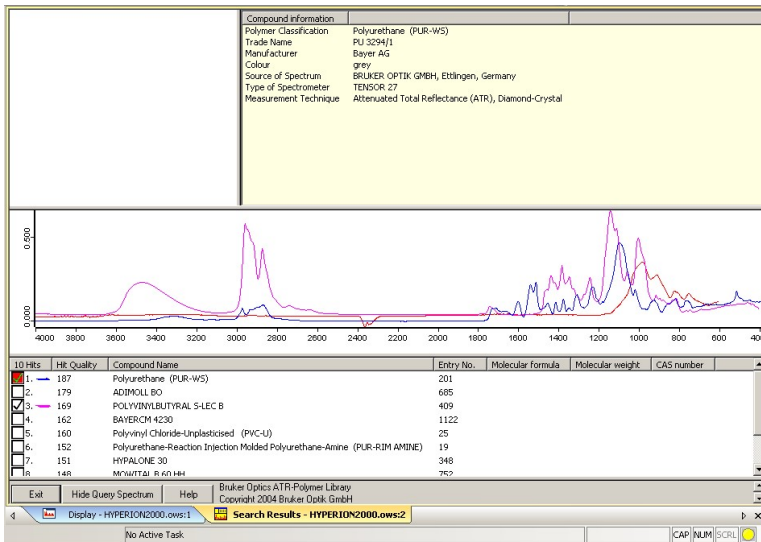 Compound information
Polymer Classification Polyurethane (PUR-WS)
Trade Name PU 3294/1
Manufacturer Bayer AG
Colour grey
Source of Spectrum BRUKER OPTIK GMBH, Ettlingen, Germany
Type of Spectrometer TENSOR 27
Measurement Technique Attenuated Total Reflectance (ATR), Diamond-Crystal
0.500
0.000
4000 3800 3600 3400 3200 3000 2800 2600 2400 2200 2000 1800 1600 1400 1200 1000 800 600 400
10 Hits Hit Quality Compound Name Entry No. Molecular formula Molecular weight CAS number
1. 187 Polyurethane (PUR-WS) 201
2. 179 ADIMOLL BO 685
3. 169 POLYVINYLBUTYRAL S-LEC B 409
4. 162 BAYERCM 4230 1122
5. 160 Polyvinyl Chloride-Unplasticised (PVC-U) 25
6. 152 Polyurethane-Reaction Injection Molded Polyurethane-Amine (PUR-RIM AMINE) 19
7. 151 HYPALONE 30 348
8. 148 MOWITAL B 60 HH 752
Exit Hide Query Spectrum Help Bruker Optics ATR-Polymer Library
Copyright 2004 Bruker Optik GmbH
Display - HYPERION2000.ows:1 Search Results - HYPERION2000.ows:2
No Active Task CAP NUM SCRL